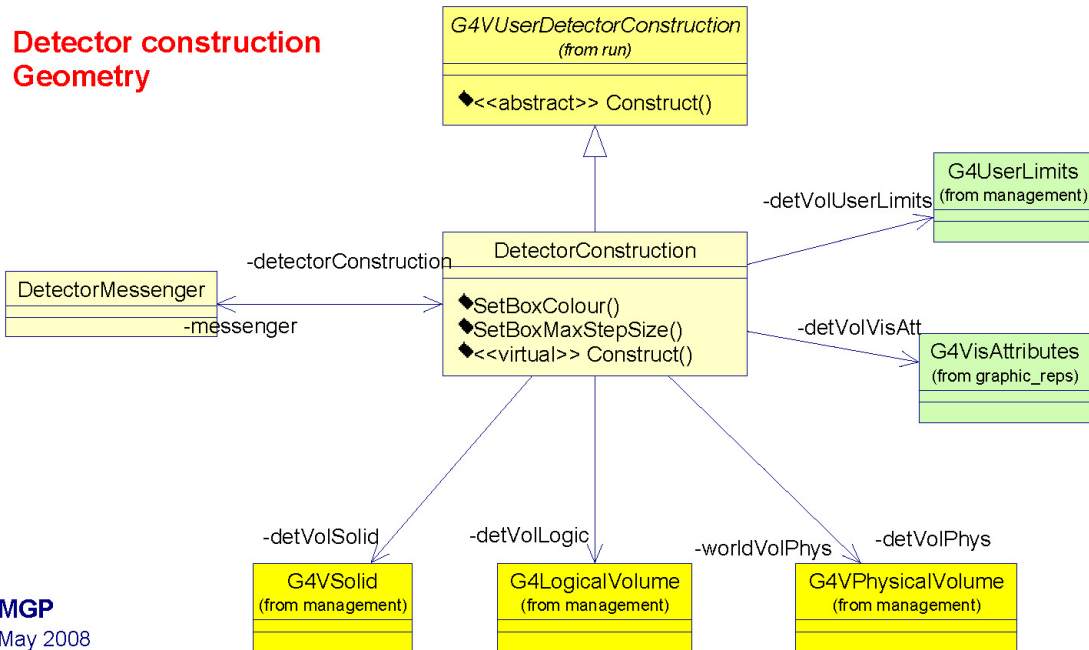 Detector construction
Geometry
G4VUserDetectorConstruction
(from run)
<<abstract>> Construct()
G4UserLimits
(from management)
-detVolUserLimits
-detectorConstruction
DetectorConstruction
DetectorMessenger
-messenger
SetBoxColour()
SetBoxMaxStepSize()
<<virtual>> Construct()
-detVolVisAtt
G4VisAttributes
(from graphic_reps)
-detVolSolid
-detVolLogic
-worldVolPhys
-detVolPhys
G4VSolid
(from management)
G4LogicalVolume
(from management)
G4VPhysicalVolume
(from management)
MGP
May 2008